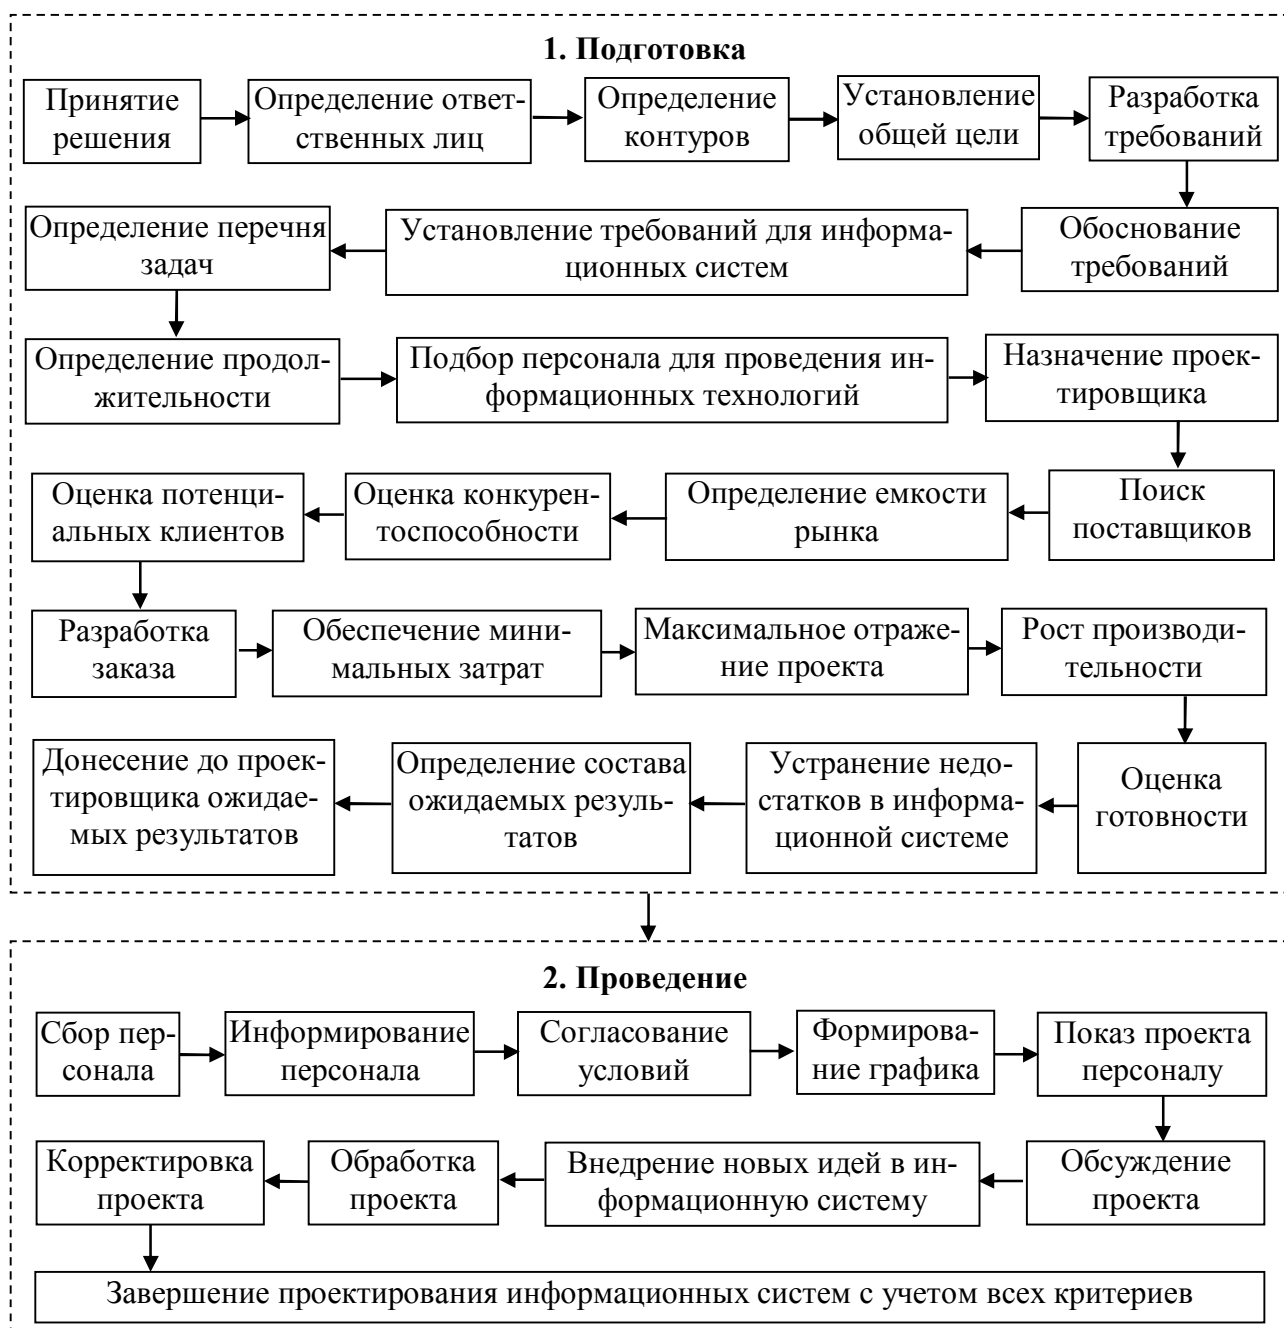 1. Подготовка
Принятие
решения
Определение ответ-
ственных лиц
Определение
контуров
Установление
общей цели
Разработка
требований
Определение перечня
задач
Установление требований для информа-
ционных систем
Обоснование
требований
Определение продол-
жительности
Подбор персонала для проведения ин-
формационных технологий
Назначение проек-
тировщика
Оценка потенци-
альных клиентов
Оценка конкурен-
тоспособности
Определение емкости
рынка
Поиск
поставщиков
Разработка
заказа
Обеспечение мини-
мальных затрат
Максимальное отраже-
ние проекта
Рост производи-
тельности
Донесение до проек-
тировщика ожидае-
мых результатов
Определение состава
ожидаемых резуль-
татов
Устранение недо-
статков в информа-
ционной системе
Оценка
готовности
2. Проведение
Сбор пер-
сонала
Информирование
персонала
Согласование
условий
Формирова-
ние графика
Показ проекта
персоналу
Корректировка
проекта
Обработка
проекта
Внедрение новых идей в ин-
формационную систему
Обсуждение
проекта
Завершение проектирования информационных систем с учетом всех критериев